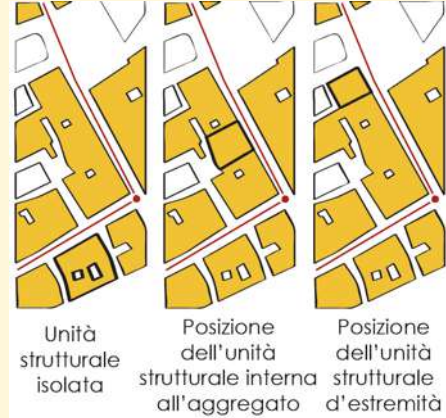 Unità
strutturale
isolata
Posizione
dell'unità
strutturale interna
all'aggregato
Posizione
dell'unità
strutturale
d'estremità